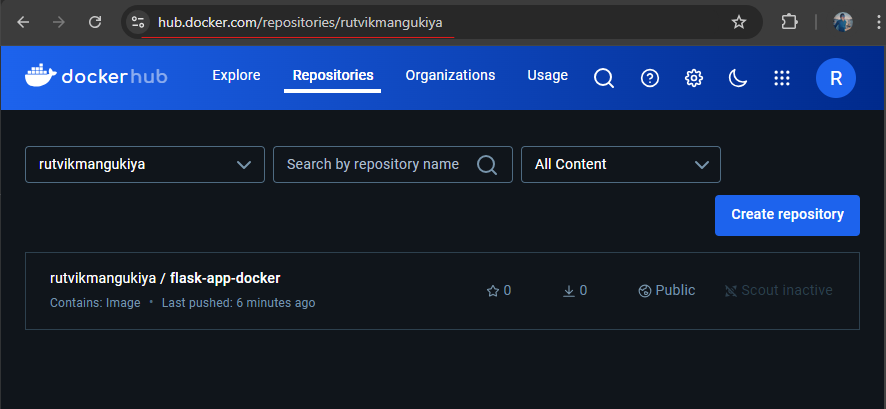 hub.docker.com/repositories/rutvikmangukiya
dockerhub Explore Repositories Organizations Usage R
rutvikmangukiya Search by repository name All Content
Create repository
rutvikmangukiya / flask-app-docker
Contains: Image • Last pushed: 6 minutes ago
0 0 Public Scout inactive